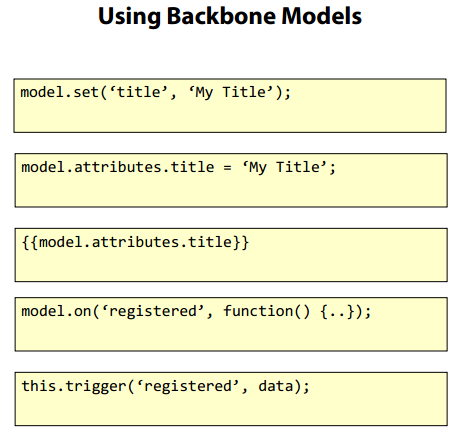 Using Backbone Models
model.set(‘title’, ‘My Title’);
model.attributes.title = ‘My Title’;
{{model.attributes.title}}
model.on(‘registered’, function() {..});
this.trigger(‘registered’, data);